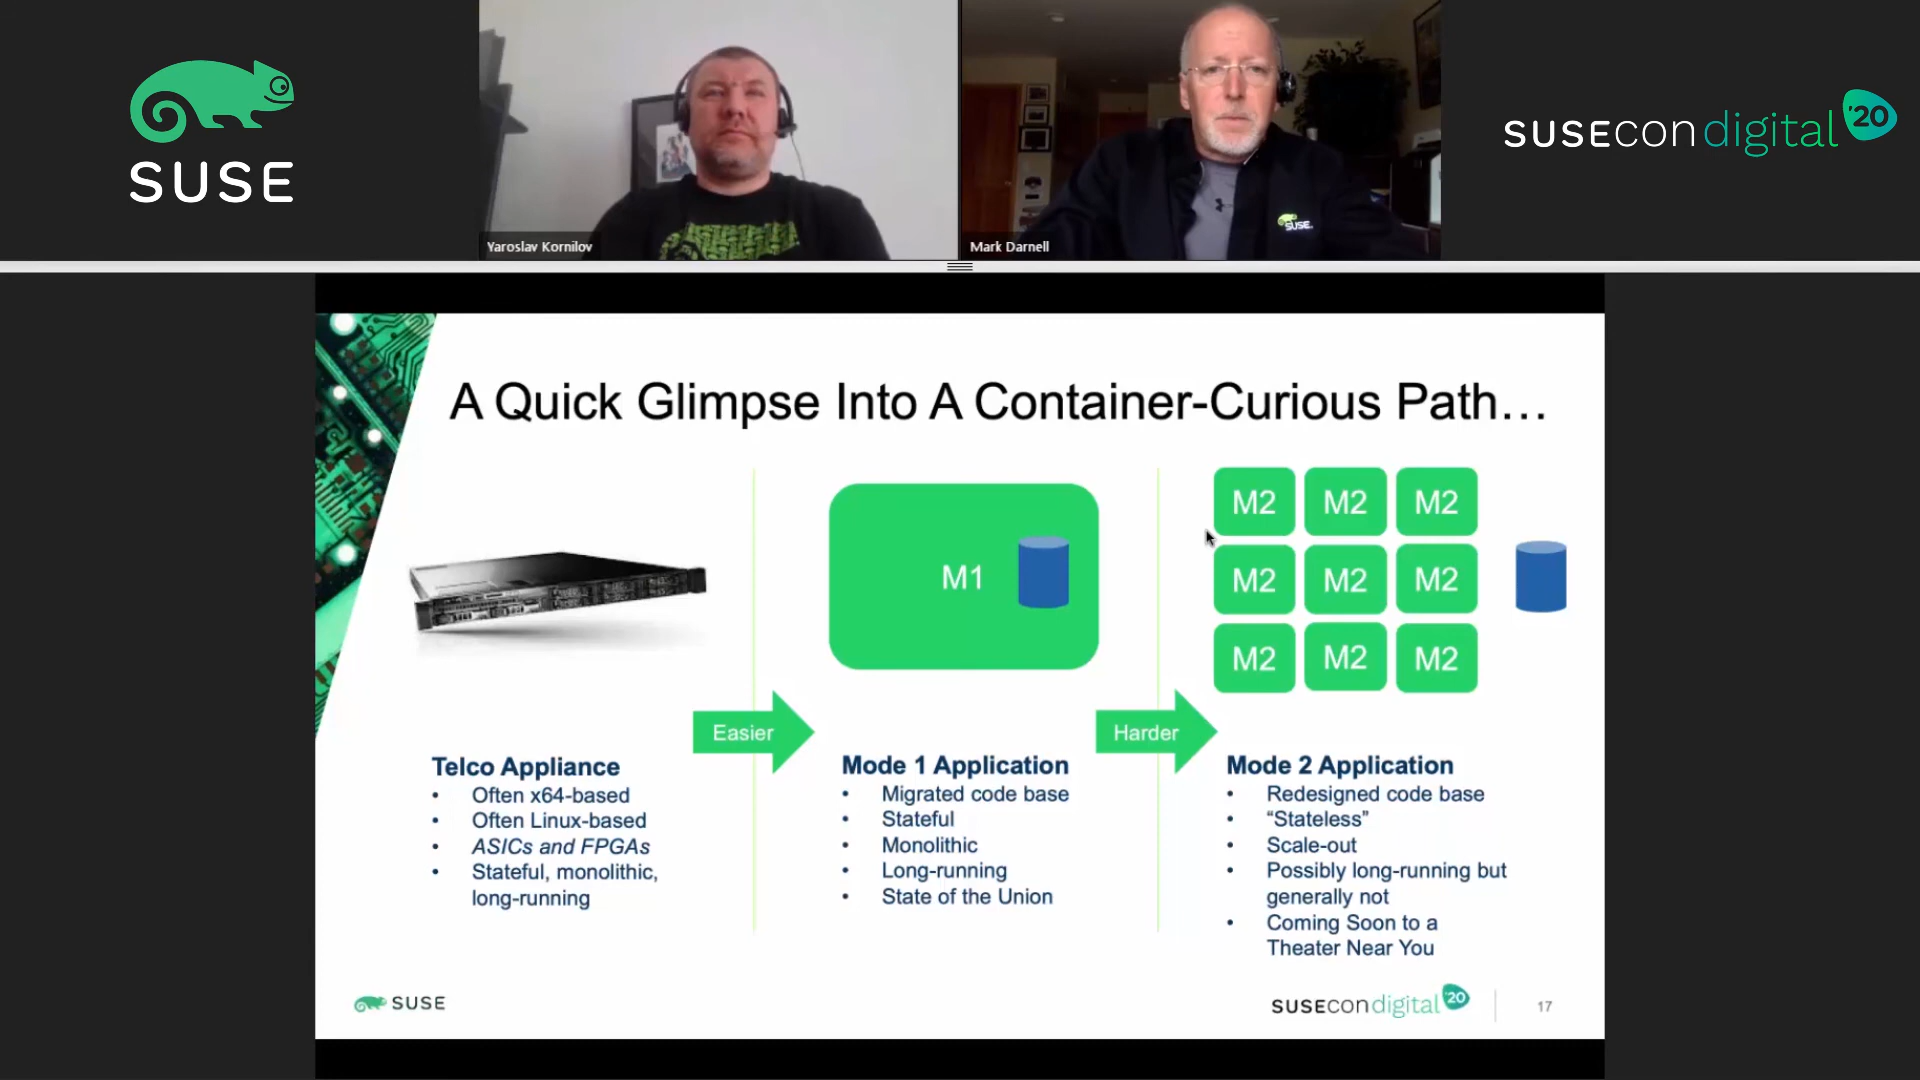 SUSE
SUSEcon digital '20
Yaroslav Kornilov
Mark Darnell
SUSE
A Quick Glimpse Into A Container-Curious Path…
M1
M2 M2 M2
M2 M2 M2
M2 M2 M2
Easier
Harder
Telco Appliance
• Often x64-based
• Often Linux-based
• ASICs and FPGAs
• Stateful, monolithic,
long-running
Mode 1 Application
• Migrated code base
• Stateful
• Monolithic
• Long-running
• State of the Union
Mode 2 Application
• Redesigned code base
• “Stateless”
• Scale-out
• Possibly long-running but
generally not
• Coming Soon to a
Theater Near You
SUSE
SUSEcon digital '20
17